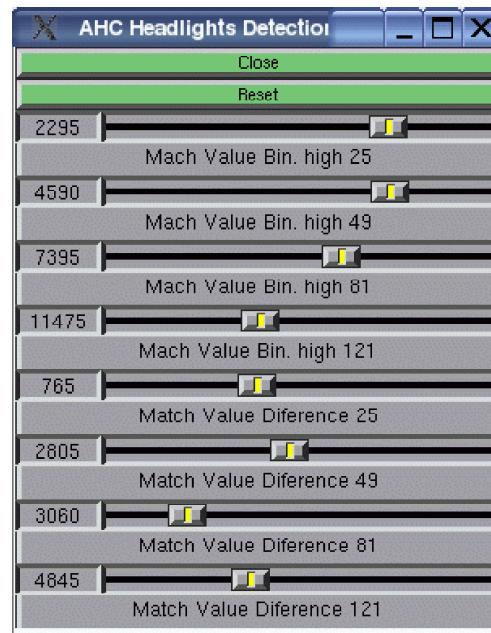 AHC Headlights Detection
Close
Reset
2295
Mach Value Bin. high 25
4590
Mach Value Bin. high 49
7395
Mach Value Bin. high 81
11475
Mach Value Bin. high 121
765
Match Value Diference 25
2805
Match Value Diference 49
3060
Match Value Diference 81
4845
Match Value Diference 121